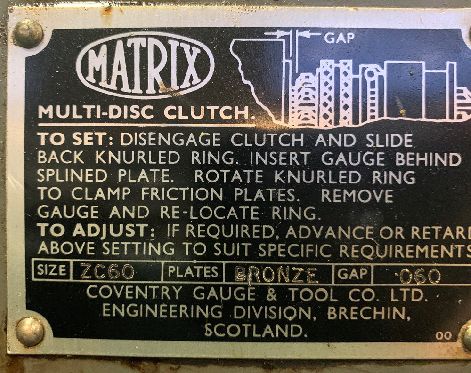 GAP
MATRIX
MULTI-DISC CLUTCH.
TO SET: DISENGAGE CLUTCH AND SLIDE
BACK KNURLED RING. INSERT GAUGE BEHIND
SPLINED PLATE. ROTATE KNURLED RING
TO CLAMP FRICTION PLATES. REMOVE
GAUGE AND RE-LOCATE RING.
TO ADJUST: IF REQUIRED, ADVANCE OR RETARD
ABOVE SETTING TO SUIT SPECIFIC REQUIREMENTS
SIZE ZC60 PLATES BRONZE GAP 060
COVENTRY GAUGE & TOOL CO. LTD.
ENGINEERING DIVISION, BRECHIN,
SCOTLAND.
OO